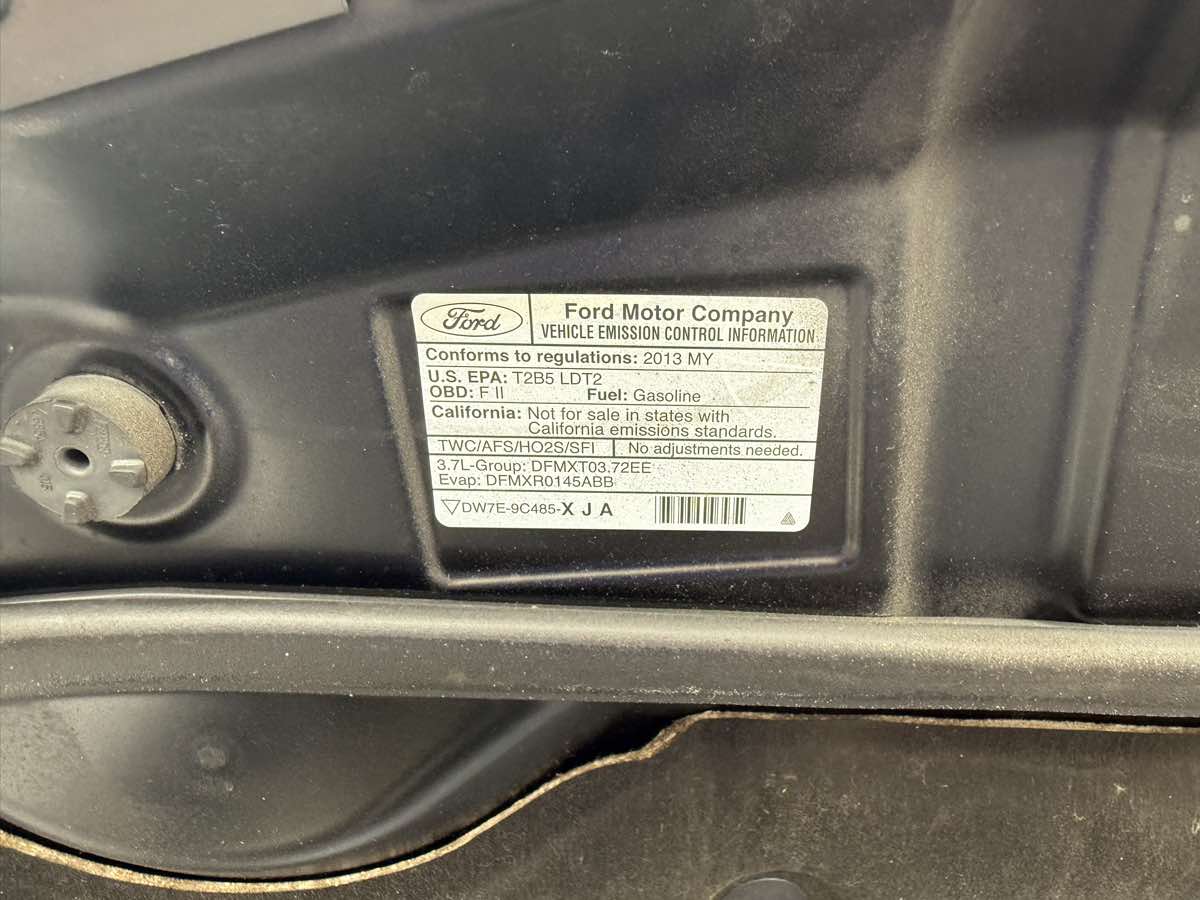 Ford
Ford Motor Company
VEHICLE EMISSION CONTROL INFORMATION
Conforms to regulations: 2013 MY
U.S. EPA: T2B5 LDT2
OBD: F II Fuel: Gasoline
California: Not for sale in states with
California emissions standards.
TWC/AFS/HO2S/SFI No adjustments needed.
3.7L-Group: DFMXT03.72EE
Evap: DFMXR0145ABB
DW7E-9C485-X J A